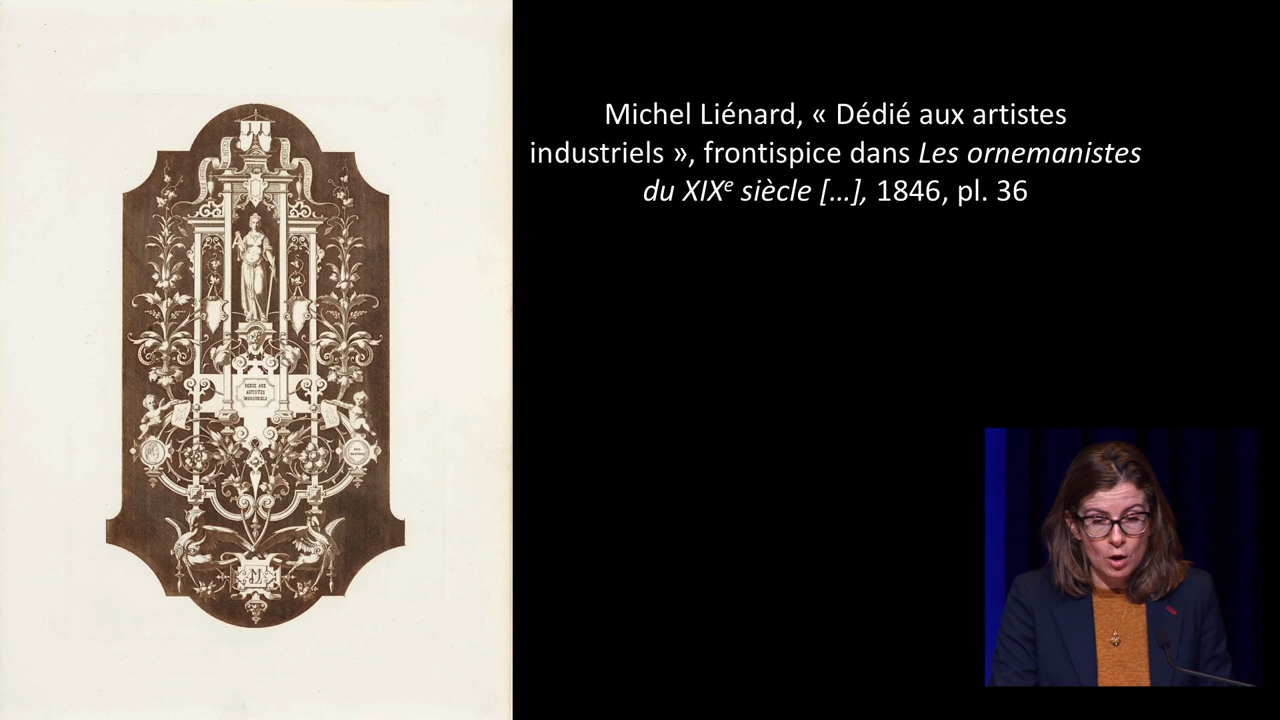 Michel Liénard, « Dédié aux artistes
industriels », frontispice dans Les ornemanistes
du XIXᵉ siècle […], 1846, pl. 36
DEDIE AUX
ARTISTES
INDUSTRIELS